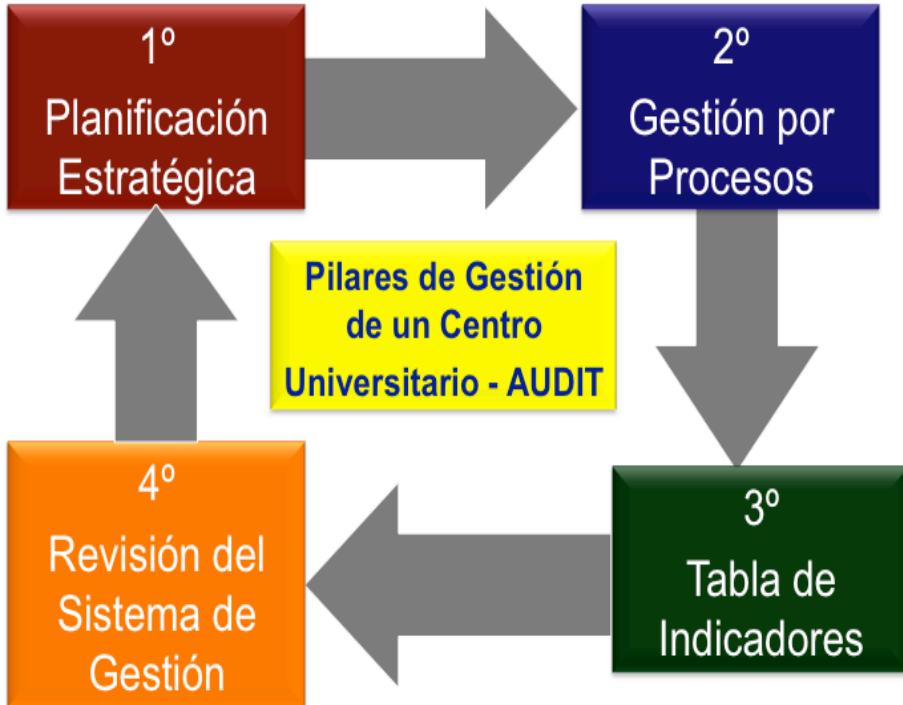 1º
Planificación
Estratégica
2º
Gestión por
Procesos
Pilares de Gestión
de un Centro
Universitario - AUDIT
4º
Revisión del
Sistema de
Gestión
3º
Tabla de
Indicadores